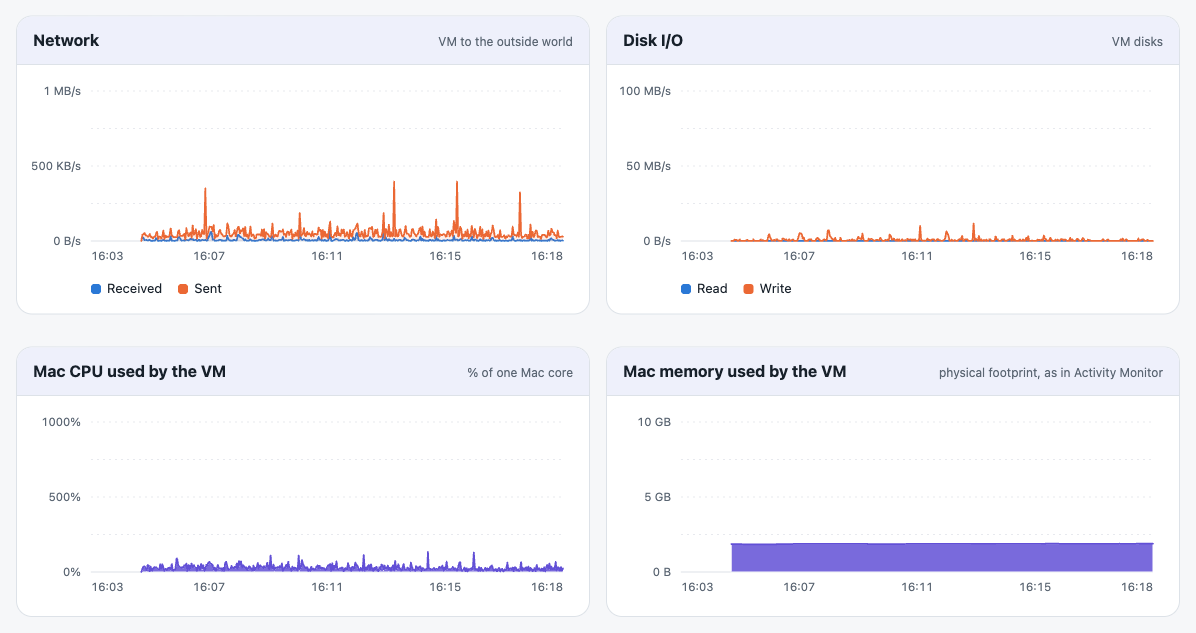 Network
VM to the outside world
1 MB/s
500 KB/s
0 B/s
16:03 16:07 16:11 16:15 16:18
Received Sent
Disk I/O
VM disks
100 MB/s
50 MB/s
0 B/s
16:03 16:07 16:11 16:15 16:18
Read Write
Mac CPU used by the VM
% of one Mac core
1000%
500%
0%
16:03 16:07 16:11 16:15 16:18
Mac memory used by the VM
physical footprint, as in Activity Monitor
10 GB
5 GB
0 B
16:03 16:07 16:11 16:15 16:18